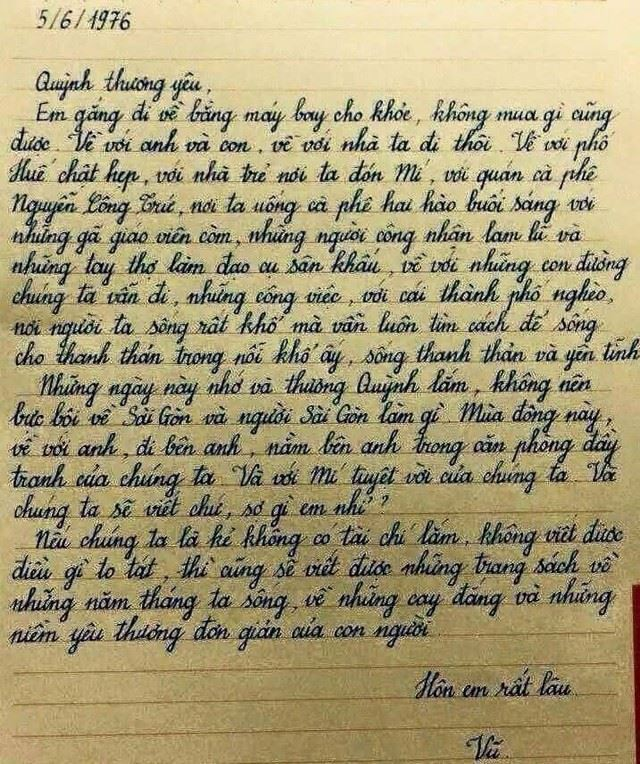 5/6/1976
Quỳnh thương yêu,
Em gắng đi về bằng máy bay cho khỏe, không mua gì cũng
được. Về với anh và con, về với nhà ta đi thôi. Về với phố
Huế chật hẹp, với nhà trẻ nơi ta đón Mí, với quán cà phê
Nguyễn Công Trứ, nơi ta uống cà phê hai hào buổi sáng với
những gã giáo viên còm, những người công nhân lam lũ và
những tay thợ làm đạo cụ sân khấu, về với những con đường
chúng ta vẫn đi, những công việc, với cái thành phố nghèo,
nơi người ta sống rất khổ mà vẫn luôn tìm cách để sống
cho thanh thản trong nỗi khổ ấy, sống thanh thản và yên tĩnh
Những ngày này nhớ và thương Quỳnh lắm, không nên
bực bội về Sài Gòn và người Sài Gòn làm gì. Mùa đông này,
về với anh, đi bên anh, nằm bên anh trong căn phòng đầy
tranh của chúng ta. Và với Mí tuyệt vời của chúng ta. Và
chúng ta sẽ viết chứ, sợ gì em nhỉ?
Nếu chúng ta là kẻ không có tài chí lắm, không viết được
điều gì to tát, thì cũng sẽ viết được những trang sách về
những năm tháng ta sống, về những cay đắng và những
niềm yêu thương đơn giản của con người.
Hôn em rất lâu.
Vũ.